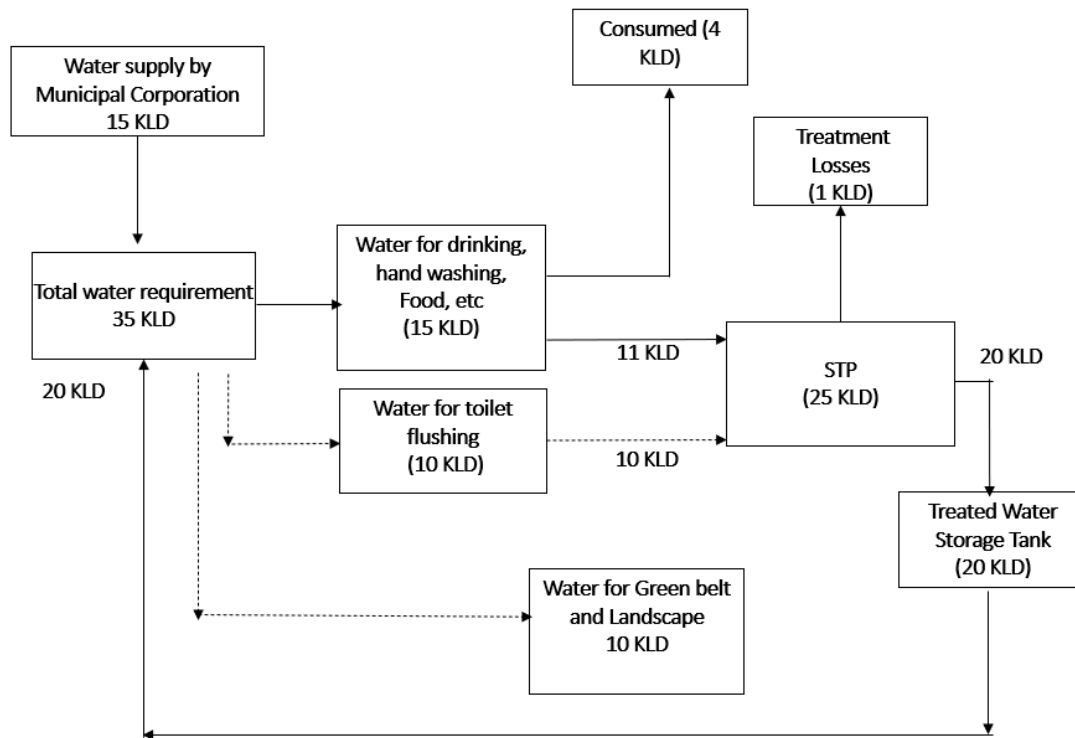 Water supply by
Municipal Corporation
15 KLD
Consumed (4
KLD)
Treatment
Losses
(1 KLD)
Total water requirement
35 KLD
Water for drinking,
hand washing,
Food, etc
(15 KLD)
11 KLD
STP
(25 KLD)
20 KLD
20 KLD
Water for toilet
flushing
(10 KLD)
10 KLD
Treated Water
Storage Tank
(20 KLD)
Water for Green belt
and Landscape
10 KLD